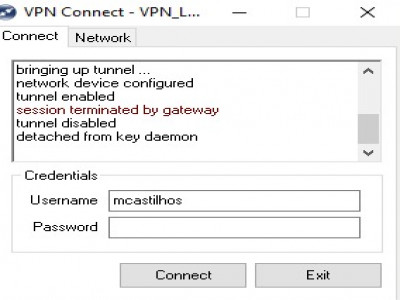 VPN Connect - VPN_L...
Connect Network
bringing up tunnel ...
network device configured
tunnel enabled
session terminated by gateway
tunnel disabled
detached from key daemon
Credentials
Username mcastilhos
Password
Connect Exit